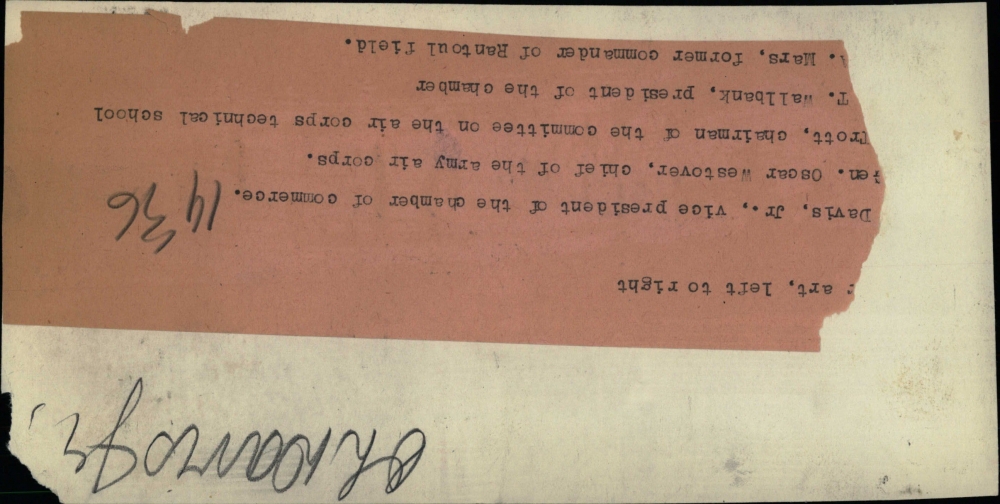 art, left to right
Davis, Jr., vice president of the chamber of commerce.
en. Oscar Westover, chief of the army air corps.
Trott, chairman of the committee on the air corps technical school
T. Wallbank, president of the chamber
. Mars, former commander of Rantoul field.